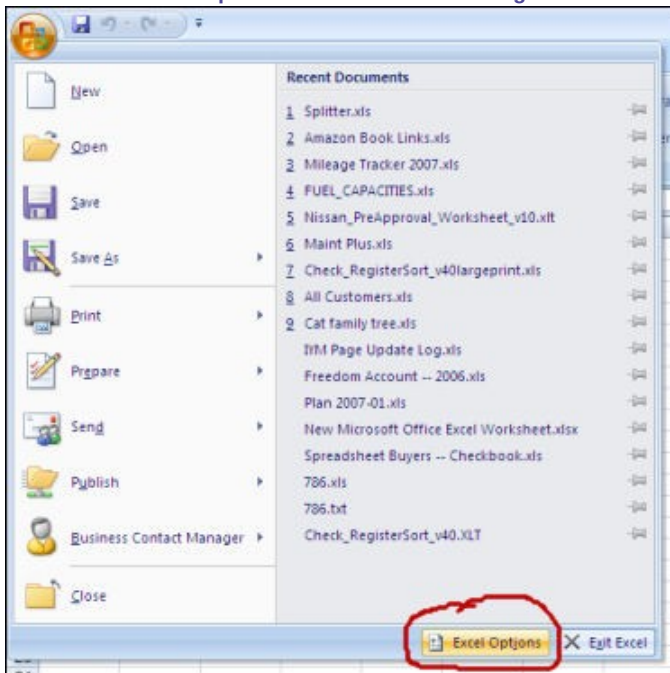 New
Open
Save
Save As
Print
Prepare
Send
Publish
Business Contact Manager
Close
Recent Documents
1 Splitter.xls
2 Amazon Book Links.xls
3 Mileage Tracker 2007.xls
4 FUEL_CAPACITIES.xls
5 Nissan_PreApproval_Worksheet_v10.xlt
6 Maint Plus.xls
7 Check_RegisterSort_v40largeprint.xls
8 All Customers.xls
9 Cat family tree.xls
IYM Page Update Log.xls
Freedom Account -- 2006.xls
Plan 2007-01.xls
New Microsoft Office Excel Worksheet.xlsx
Spreadsheet Buyers -- Checkbook.xls
786.xls
786.txt
Check_RegisterSort_v40.XLT
Excel Options
Exit Excel